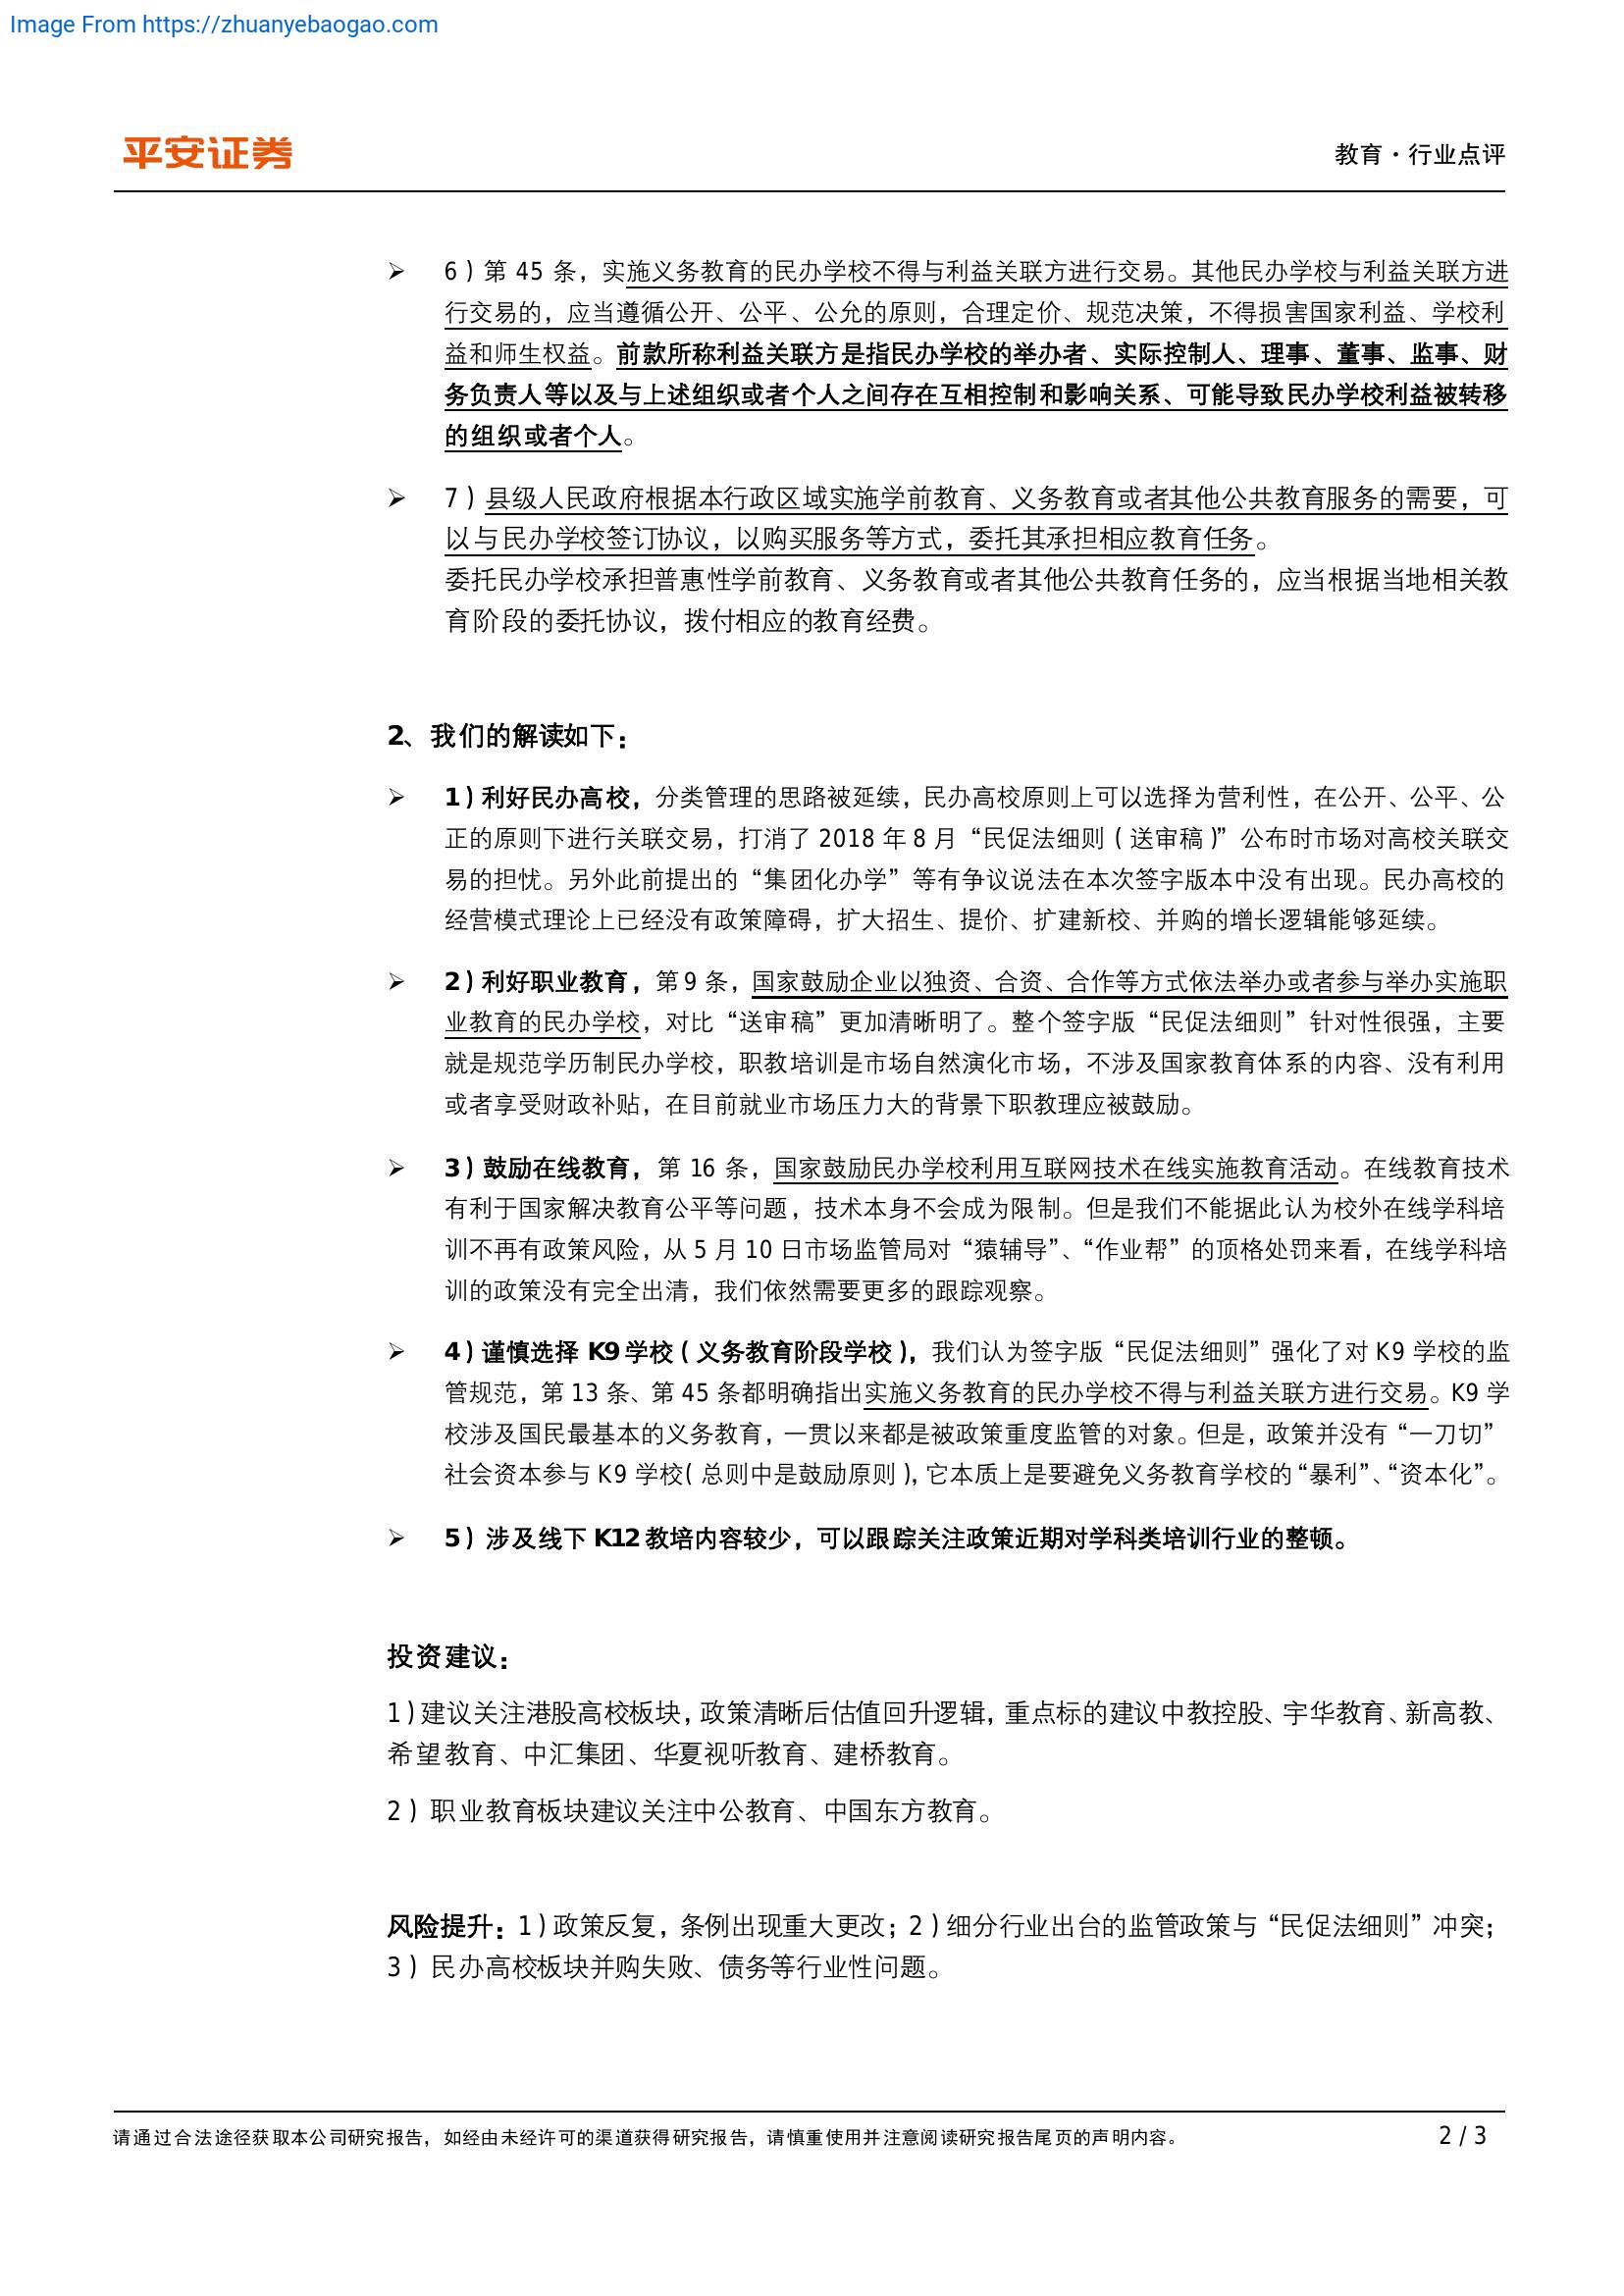 Image From https://zhuanyebaogao.com
平安证券
教育·行业点评
6）第 45 条，实施义务教育的民办学校不得与利益关联方进行交易。其他民办学校与利益关联方进
行交易的，应当遵循公开、公平、公允的原则，合理定价、规范决策，不得损害国家利益、学校利
益和师生权益。前款所称利益关联方是指民办学校的举办者、实际控制人、理事、董事、监事、财
务负责人等以及与上述组织或者个人之间存在互相控制和影响关系、可能导致民办学校利益被转移
的组织或者个人。
7）县级人民政府根据本行政区域实施学前教育、义务教育或者其他公共教育服务的需要，可
以与民办学校签订协议，以购买服务等方式，委托其承担相应教育任务。
委托民办学校承担普惠性学前教育、义务教育或者其他公共教育任务的，应当根据当地相关教
育阶段的委托协议，拨付相应的教育经费。
2、我们的解读如下：
1）利好民办高校，分类管理的思路被延续，民办高校原则上可以选择为营利性，在公开、公平、公
正的原则下进行关联交易，打消了 2018 年 8 月“民促法细则（送审稿）”公布时市场对高校关联交
易的担忧。另外此前提出的“集团化办学”等有争议说法在本次签字版本中没有出现。民办高校的
经营模式理论上已经没有政策障碍，扩大招生、提价、扩建新校、并购的增长逻辑能够延续。
2）利好职业教育，第 9 条，国家鼓励企业以独资、合资、合作等方式依法举办或者参与举办实施职
业教育的民办学校，对比“送审稿”更加清晰明了。整个签字版“民促法细则”针对性很强，主要
就是规范学历制民办学校，职教培训是市场自然演化市场，不涉及国家教育体系的内容、没有利用
或者享受财政补贴，在目前就业市场压力大的背景下职教理应被鼓励。
3）鼓励在线教育，第 16 条，国家鼓励民办学校利用互联网技术在线实施教育活动。在线教育技术
有利于国家解决教育公平等问题，技术本身不会成为限制。但是我们不能据此认为校外在线学科培
训不再有政策风险，从 5 月 10 日市场监管局对“猿辅导”、“作业帮”的顶格处罚来看，在线学科培
训的政策没有完全出清，我们依然需要更多的跟踪观察。
4）谨慎选择 K9 学校（义务教育阶段学校），我们认为签字版“民促法细则”强化了对 K9 学校的监
管规范，第 13 条、第 45 条都明确指出实施义务教育的民办学校不得与利益关联方进行交易。K9 学
校涉及国民最基本的义务教育，一贯以来都是被政策重度监管的对象。但是，政策并没有“一刀切”
社会资本参与 K9 学校（总则中是鼓励原则），它本质上是要避免义务教育学校的“暴利”、“资本化”。
5）涉及线下 K12 教培内容较少，可以跟踪关注政策近期对学科类培训行业的整顿。
投资建议：
1）建议关注港股高校板块，政策清晰后估值回升逻辑，重点标的建议中教控股、宇华教育、新高教、
希望教育、中汇集团、华夏视听教育、建桥教育。
2）职业教育板块建议关注中公教育、中国东方教育。
风险提升：1）政策反复，条例出现重大更改；2）细分行业出台的监管政策与“民促法细则”冲突；
3）民办高校板块并购失败、债务等行业性问题。
请通过合法途径获取本公司研究报告，如经由未经许可的渠道获得研究报告，请慎重使用并注意阅读研究报告尾页的声明内容。
2 / 3